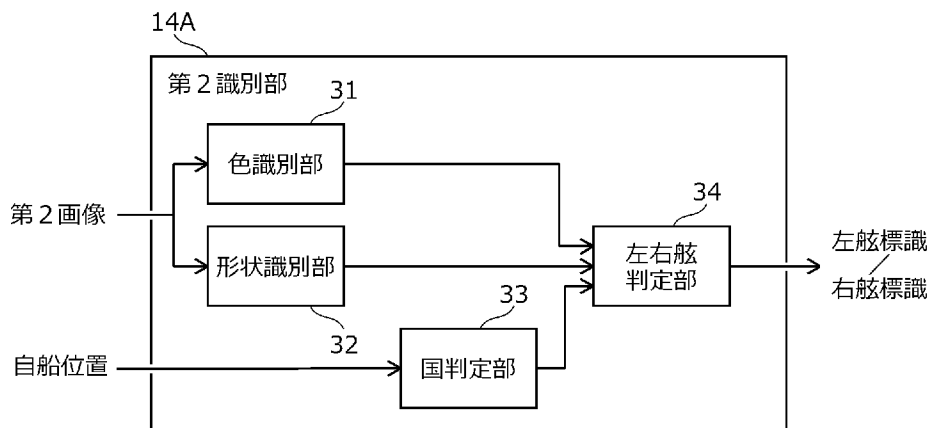 14A
第２識別部
31
色識別部
第２画像
34
左右舷
判定部
形状識別部
左舷標識
右舷標識
33
32
自船位置
国判定部